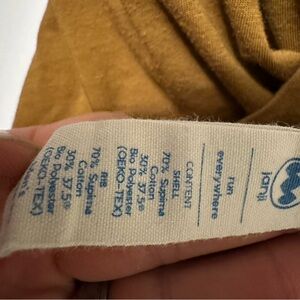 janji
run
everywhere
CONTENT
SHELL
70% Supima
Cotton
30% 37.5®
Bio Polyester
(OEKO-TEX)
RIB
70% Supima
Cotton
30% 37.5®
Bio Polyester
(OEKO-TEX)